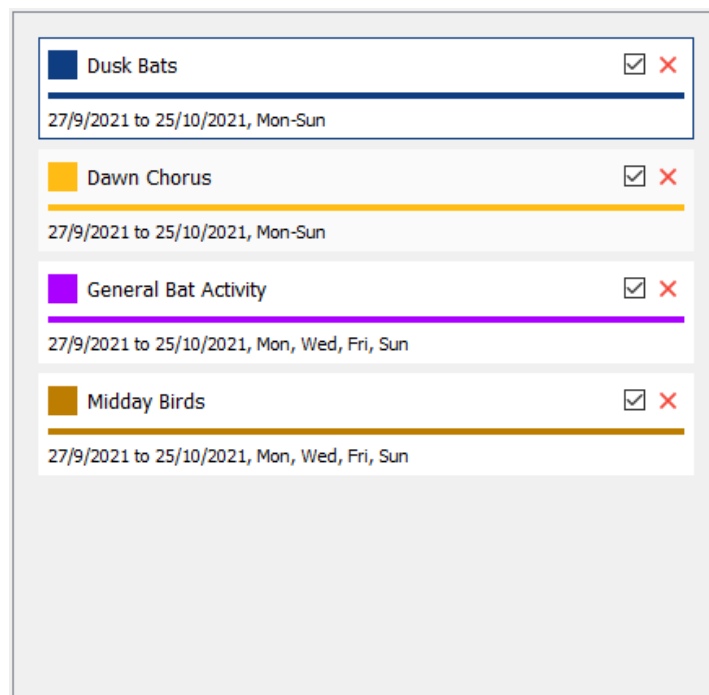 Dusk Bats
27/9/2021 to 25/10/2021, Mon-Sun
Dawn Chorus
27/9/2021 to 25/10/2021, Mon-Sun
General Bat Activity
27/9/2021 to 25/10/2021, Mon, Wed, Fri, Sun
Midday Birds
27/9/2021 to 25/10/2021, Mon, Wed, Fri, Sun